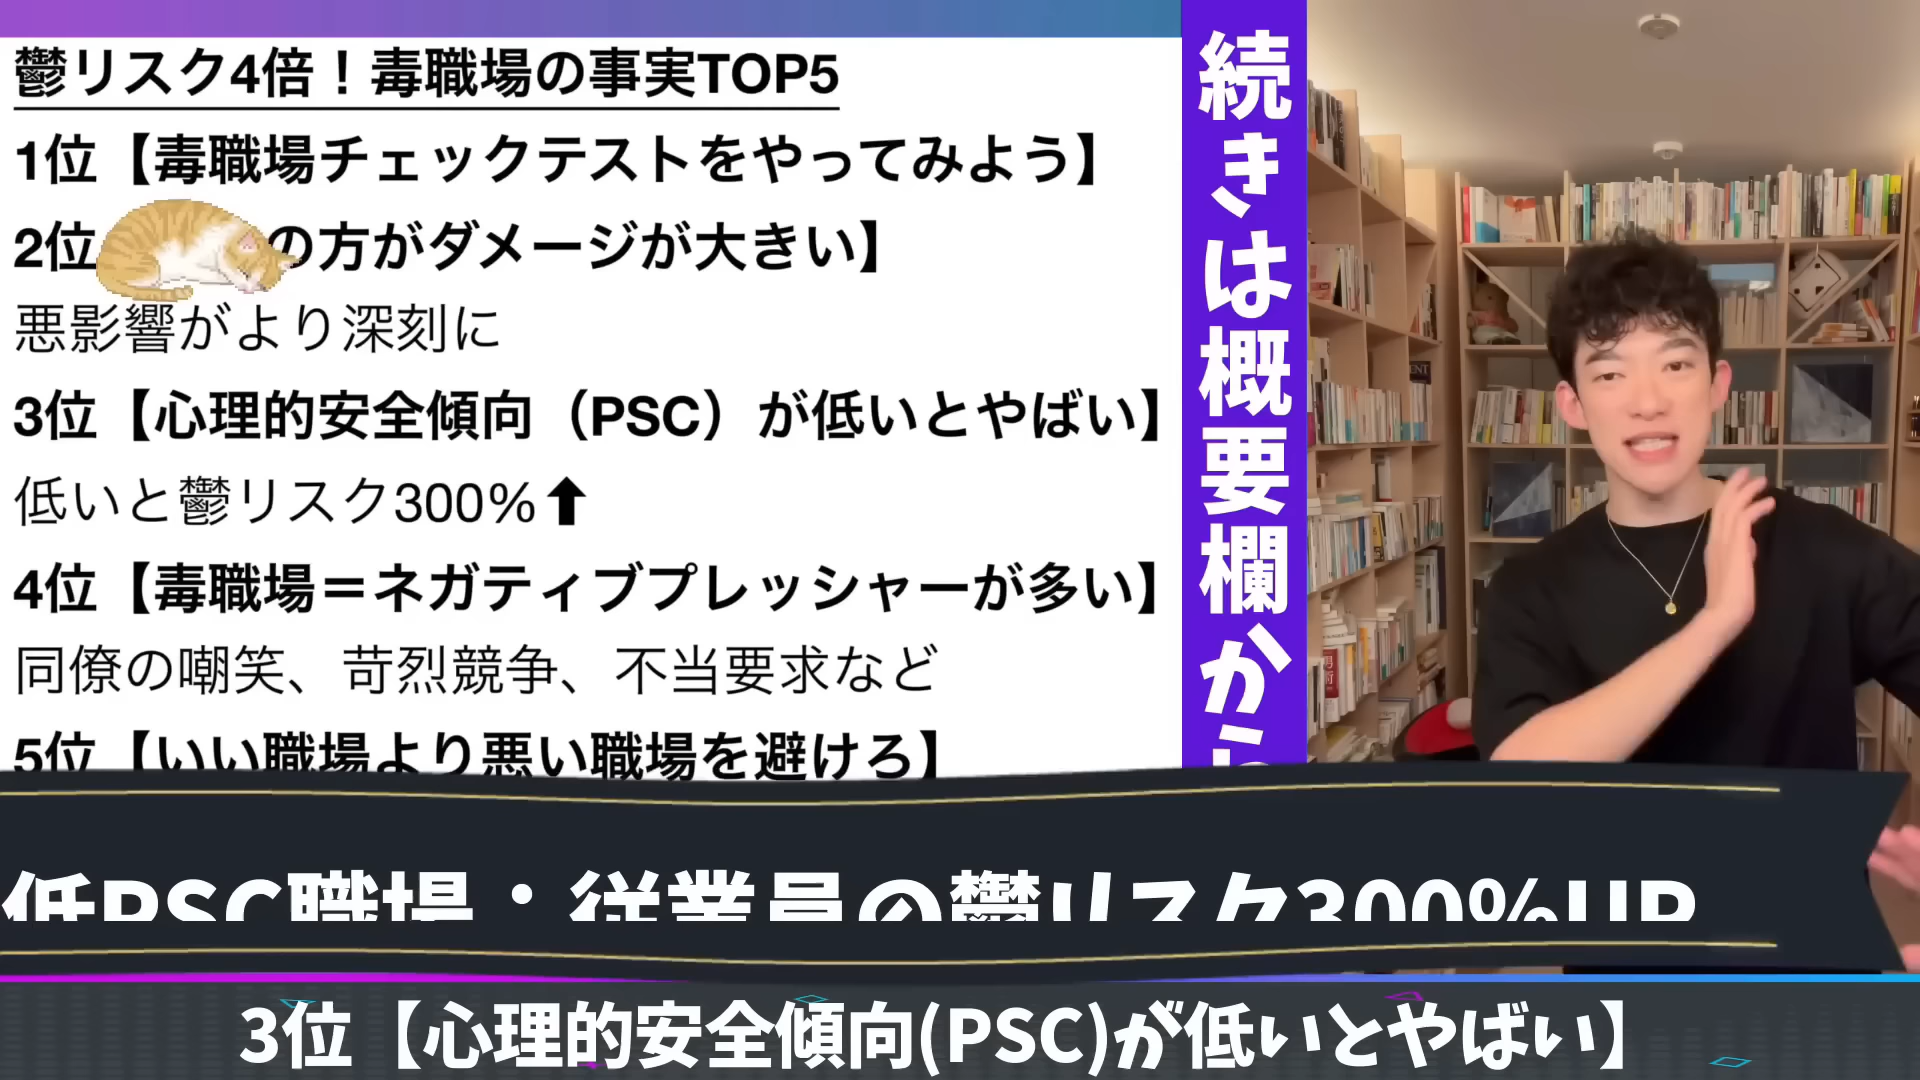 鬱リスク4倍！毒職場の事実TOP5
1位【毒職場チェックテストをやってみよう】
2位
の方がダメージが大きい】
悪影響がより深刻に
3位【心理的安全傾向（PSC）が低いとやばい】
低いと鬱リスク300%⬆
4位【毒職場＝ネガティブプレッシャーが多い】
同僚の嘲笑、苛烈競争、不当要求など
5位【いい職場より悪い職場を避けろ】
続きは概要欄から
低PSC職場：従業員の鬱リスク300%UP
3位【心理的安全傾向(PSC)が低いとやばい】